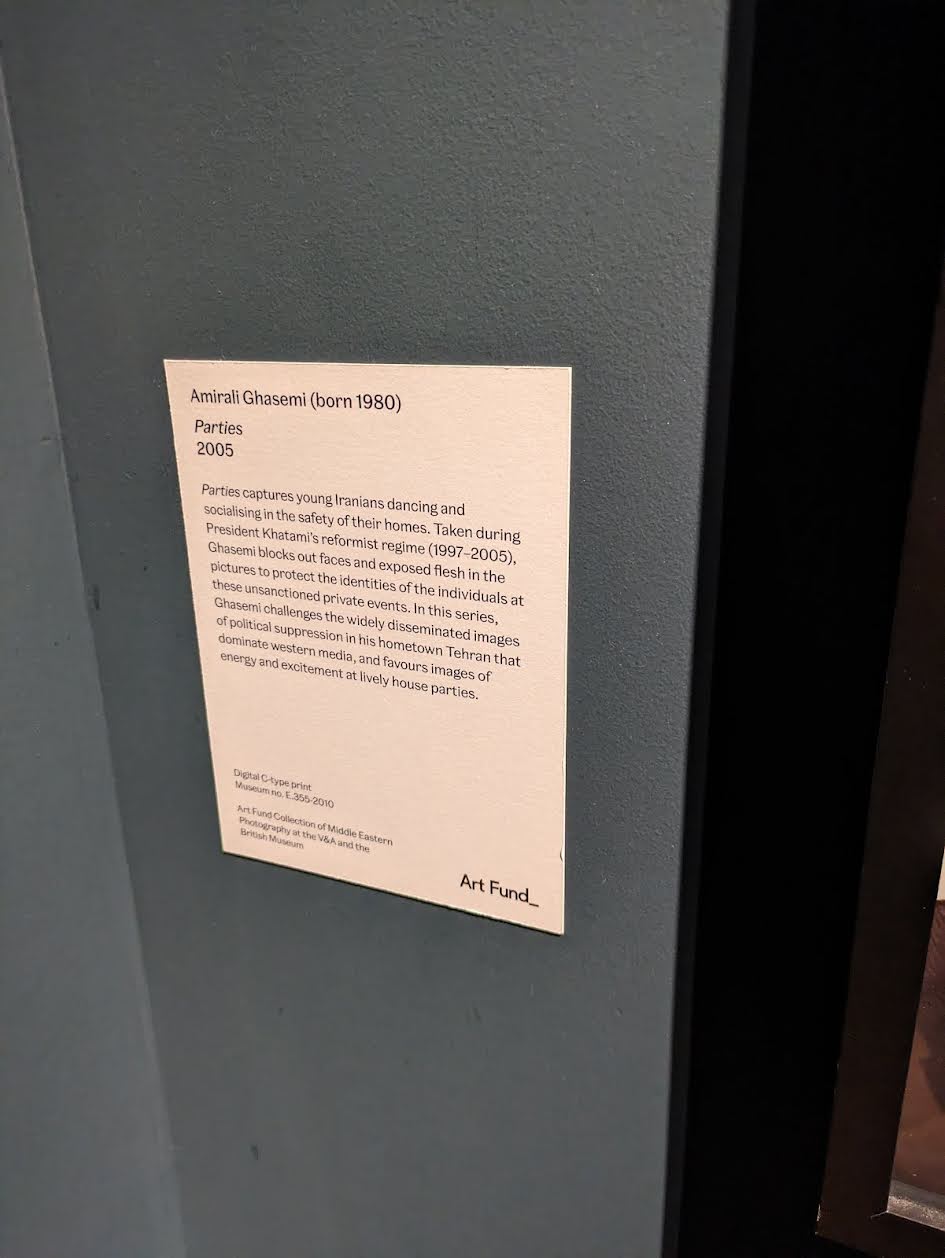 Amirali Ghasemi (born 1980)
Parties
2005
Parties captures young Iranians dancing and
socialising in the safety of their homes. Taken during
President Khatami's reformist regime (1997–2005),
Ghasemi blocks out faces and exposed flesh in the
pictures to protect the identities of the individuals at
these unsanctioned private events. In this series,
Ghasemi challenges the widely disseminated images
of political suppression in his hometown Tehran that
dominate western media, and favours images of
energy and excitement at lively house parties.
Digital C-type print
Museum no. E.355-2010
Art Fund Collection of Middle Eastern
Photography at the V&A and the
British Museum
Art Fund_